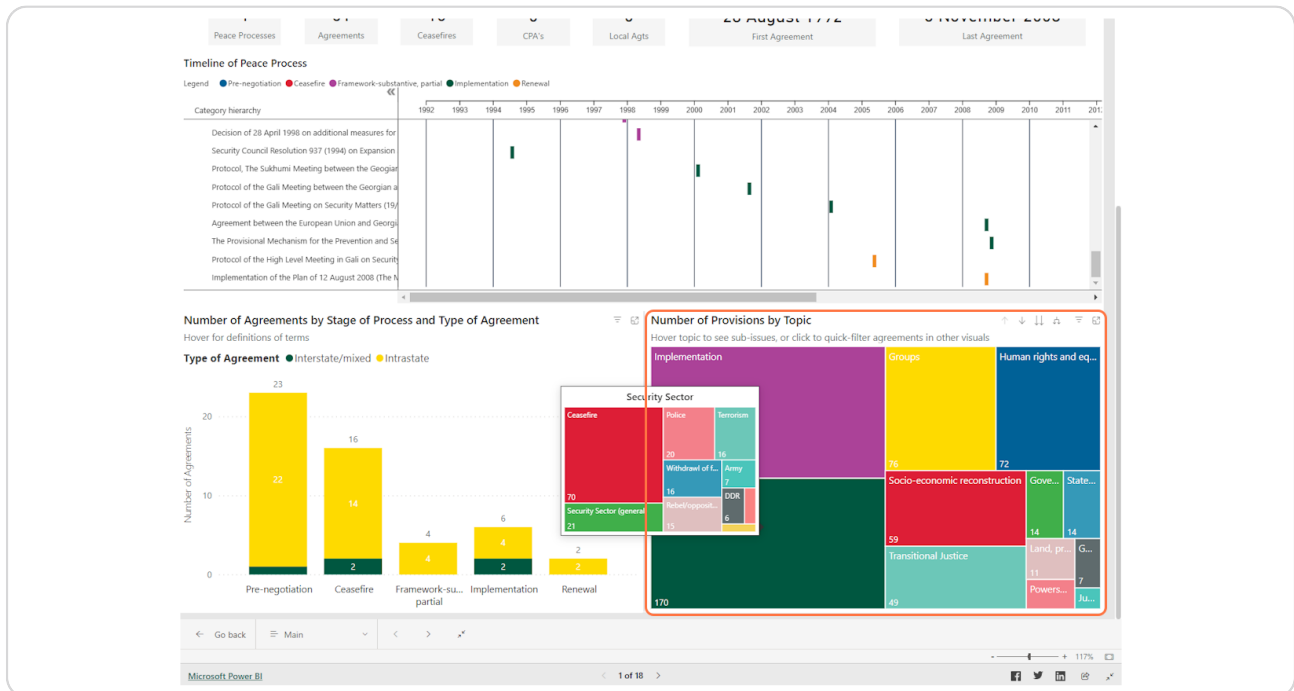 Peace Processes
Agreements
Ceasefires
CPA's
Local Agts
First Agreement
Last Agreement
Timeline of Peace Process
Legend Pre-negotiation Ceasefire Framework-substantive, partial Implementation Renewal
Category hierarchy
1992 1993 1994 1995 1996 1997 1998 1999 2000 2001 2002 2003 2004 2005 2006 2007 2008 2009 2010 2011 201
Decision of 28 April 1998 on additional measures for
Security Council Resolution 937 (1994) on Expansion
Protocol, The Sukhumi Meeting between the Geogian
Protocol of the Gali Meeting between the Georgian a
Protocol of the Gali Meeting on Security Matters (19/
Agreement between the European Union and Georgi
The Provisional Mechanism for the Prevention and Se
Protocol of the High Level Meeting in Gali on Security
Implementation of the Plan of 12 August 2008 (The M
Number of Agreements by Stage of Process and Type of Agreement
Hover for definitions of terms
Type of Agreement Interstate/mixed Intrastate
Number of Agreements
20
10
0
23
22
16
14
2
4
4
6
4
2
2
2
Pre-negotiation
Ceasefire
Framework-su...
partial
Implementation
Renewal
Number of Provisions by Topic
Hover topic to see sub-issues, or click to quick-filter agreements in other visuals
Implementation
Groups
76
Human rights and eq...
72
170
Socio-economic reconstruction
59
Gove...
14
State...
14
Transitional Justice
49
Land, pr...
11
G...
7
Powers...
Ju...
Security Sector
Ceasefire
70
Police
20
Terrorism
16
Withdrawl of f...
16
Army
7
Security Sector (general
21
Rebel/opposit...
15
DDR
6
Go back
Main
117%
Microsoft Power BI
1 of 18